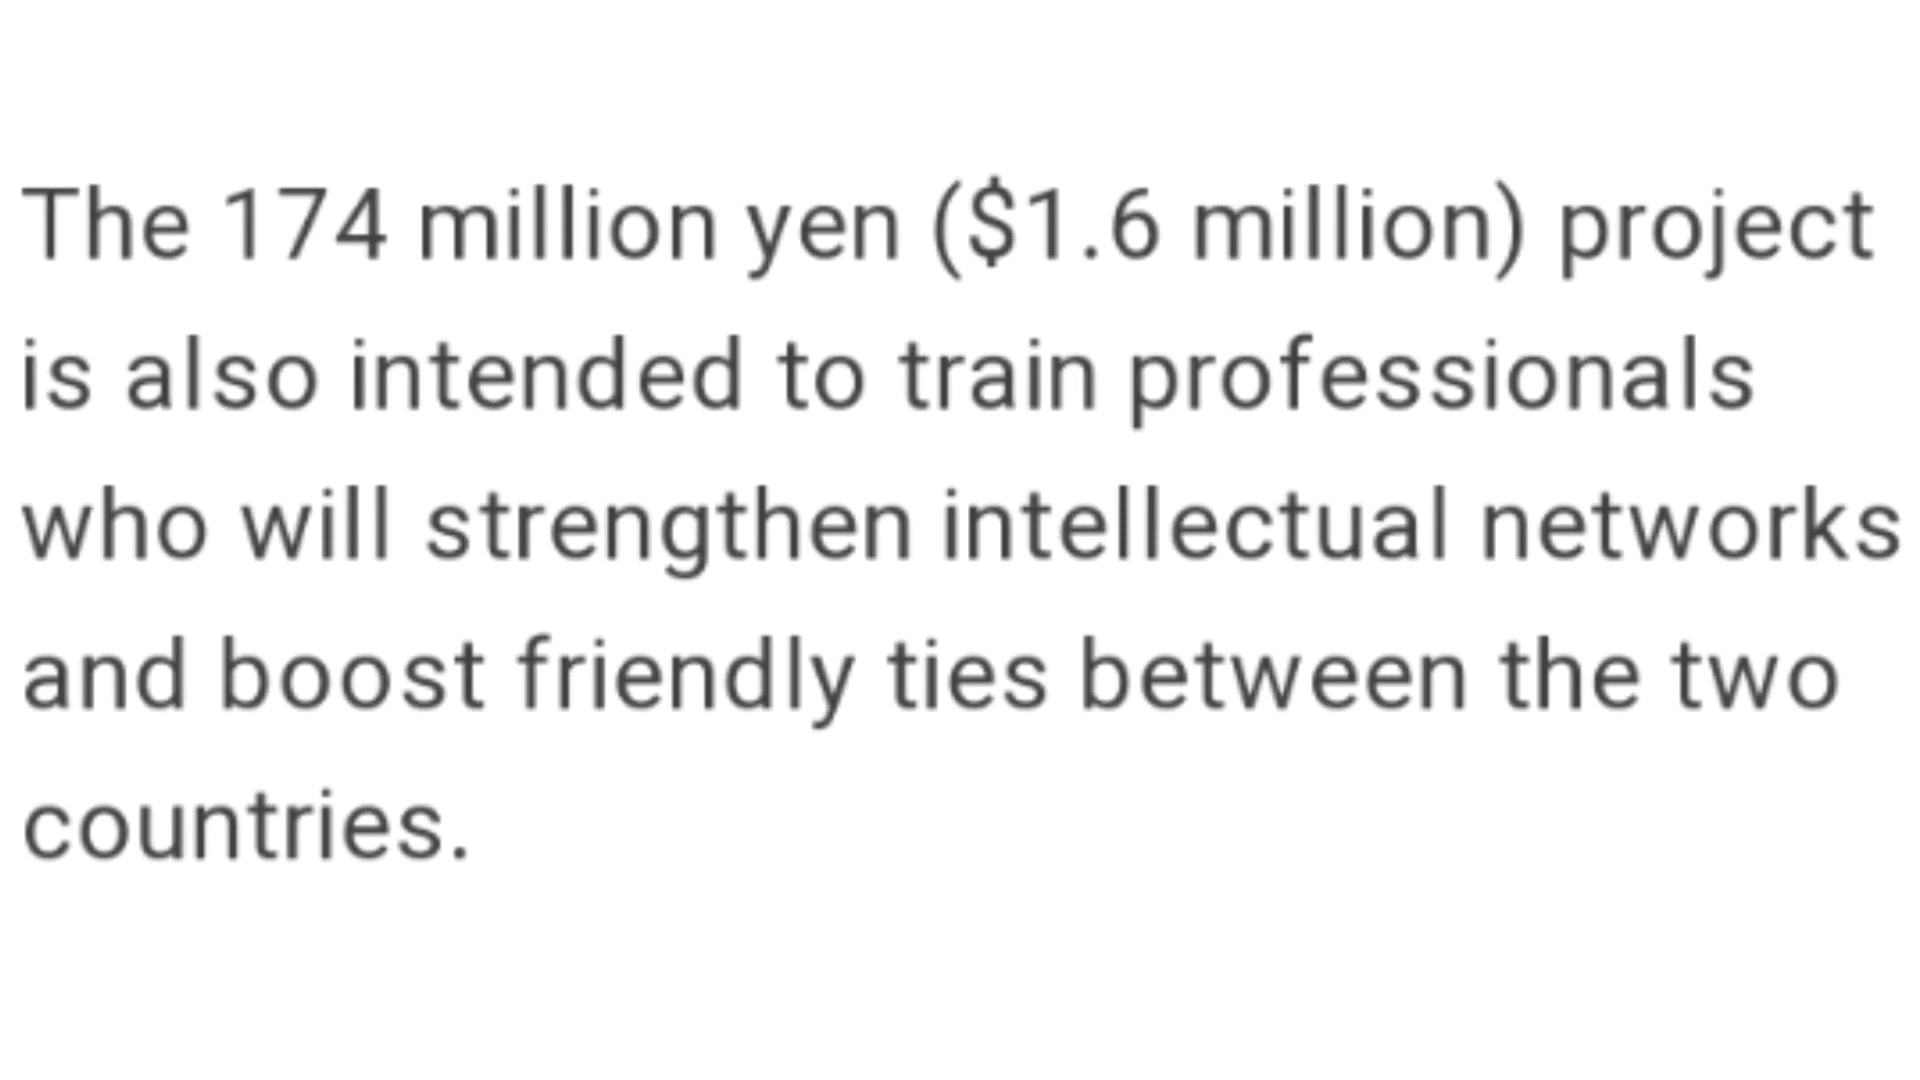 The 174 million yen ($1.6 million) project
is also intended to train professionals
who will strengthen intellectual networks
and boost friendly ties between the two
countries.